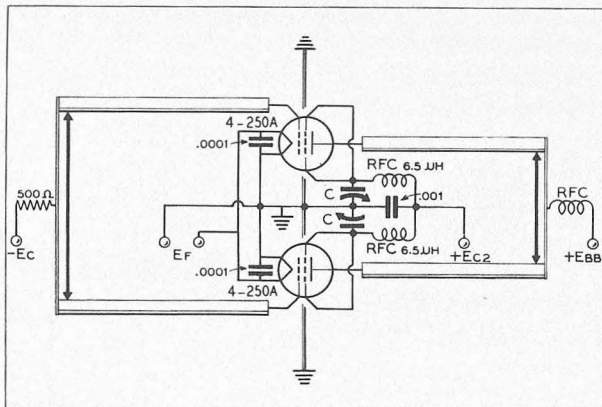 4-250A
.0001
RFC
6.5 µH
500Ω
C
.001
RFC
-EC
EF
C
RFC 6.5 µH
+EC2
+EBB
.0001
4-250A